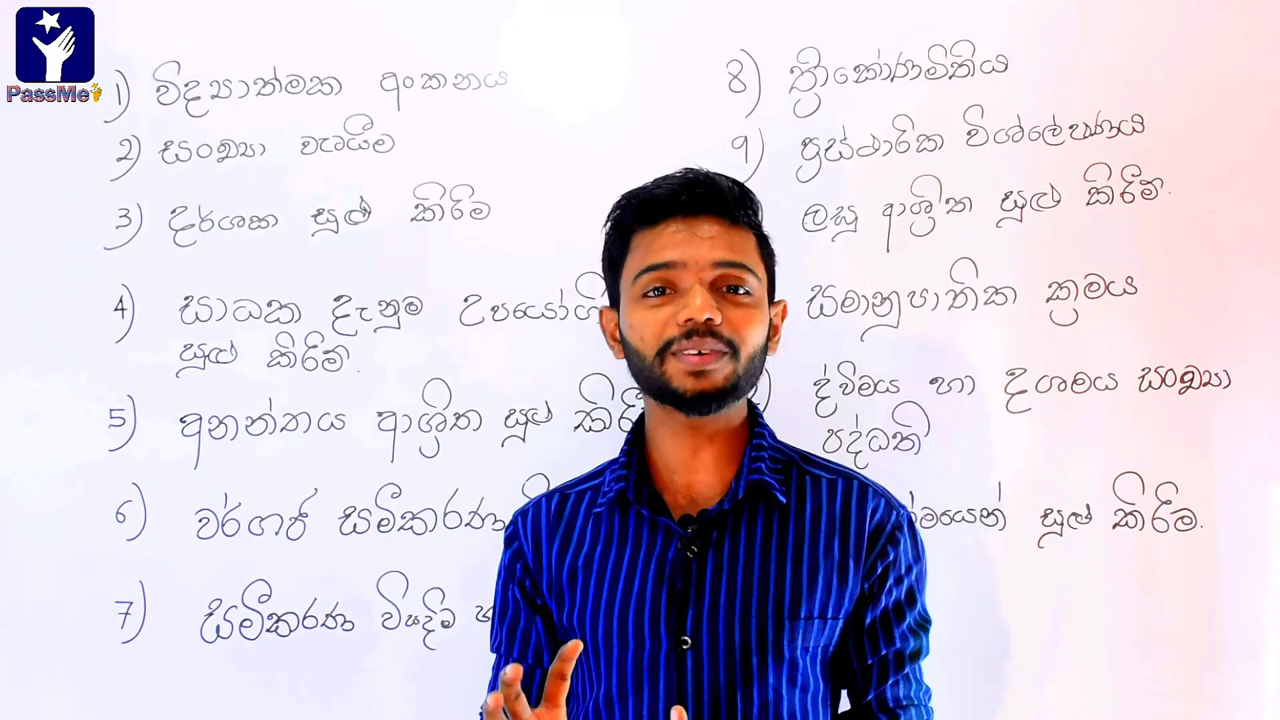 PassMe
1) විද්‍යාත්මක අංකනය
2) සංඛ්‍යා වැටයීම
3) දර්ශක සුළු කිරීම
4) සාධක දැනුම
සුළු කිරීම්.
5) අනන්තය ආශ්‍රිත සුළු
6) වර්ගජ සමීකරණ
7) සමීකරණ විසඳීම
8) ත්‍රිකෝණමිතිය
9) ප්‍රස්ථාරික විශ්ලේෂණය
ලඝු ආශ්‍රිත සුළු කිරීම්.
සමානුපාතික ක්‍රමය
ද්විමය හා දශමය සංඛ්‍යා
පද්ධති
සුළු කිරීම.